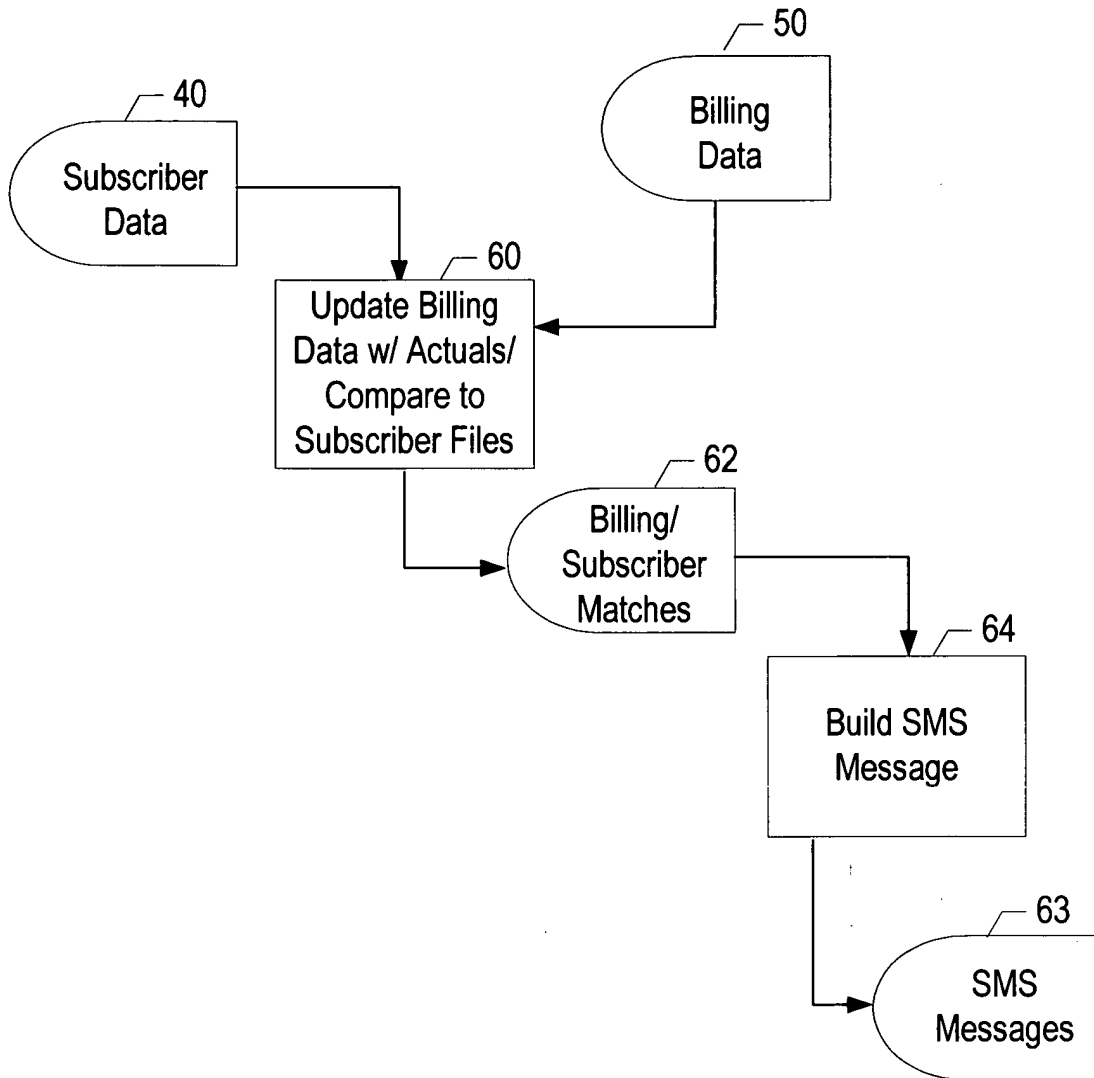 50
Billing
Data
40
Subscriber
Data
60
Update Billing
Data w/ Actuals/
Compare to
Subscriber Files
62
Billing/
Subscriber
Matches
64
Build SMS
Message
63
SMS
Messages